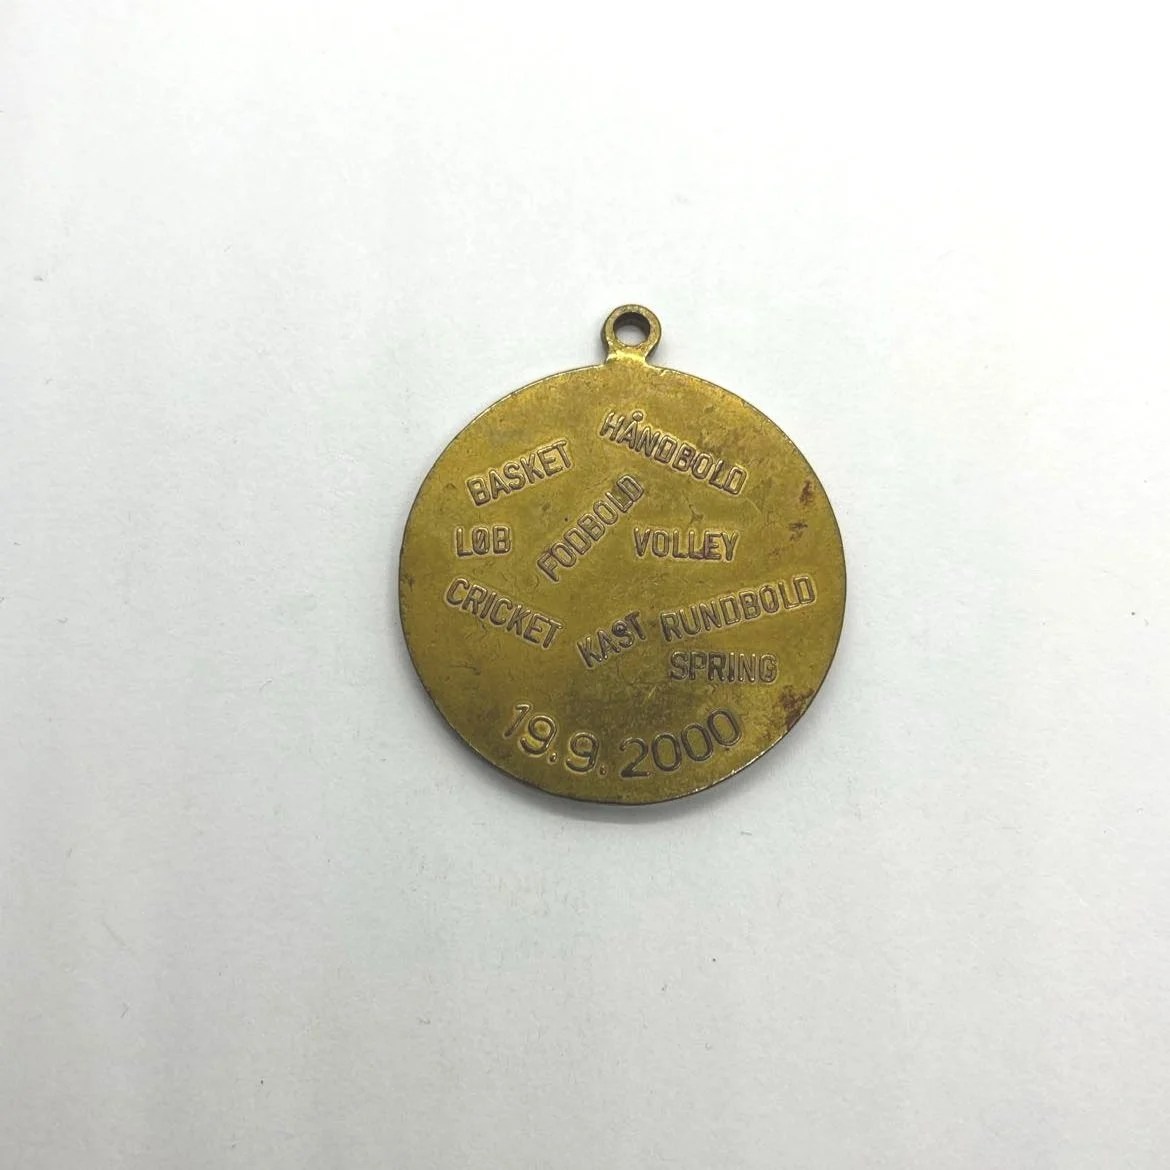 HÅNDBOLD
BASKET
FODBOLD
LØB
VOLLEY
CRICKET
KAST
RUNDBOLD
SPRING
19.9.2000